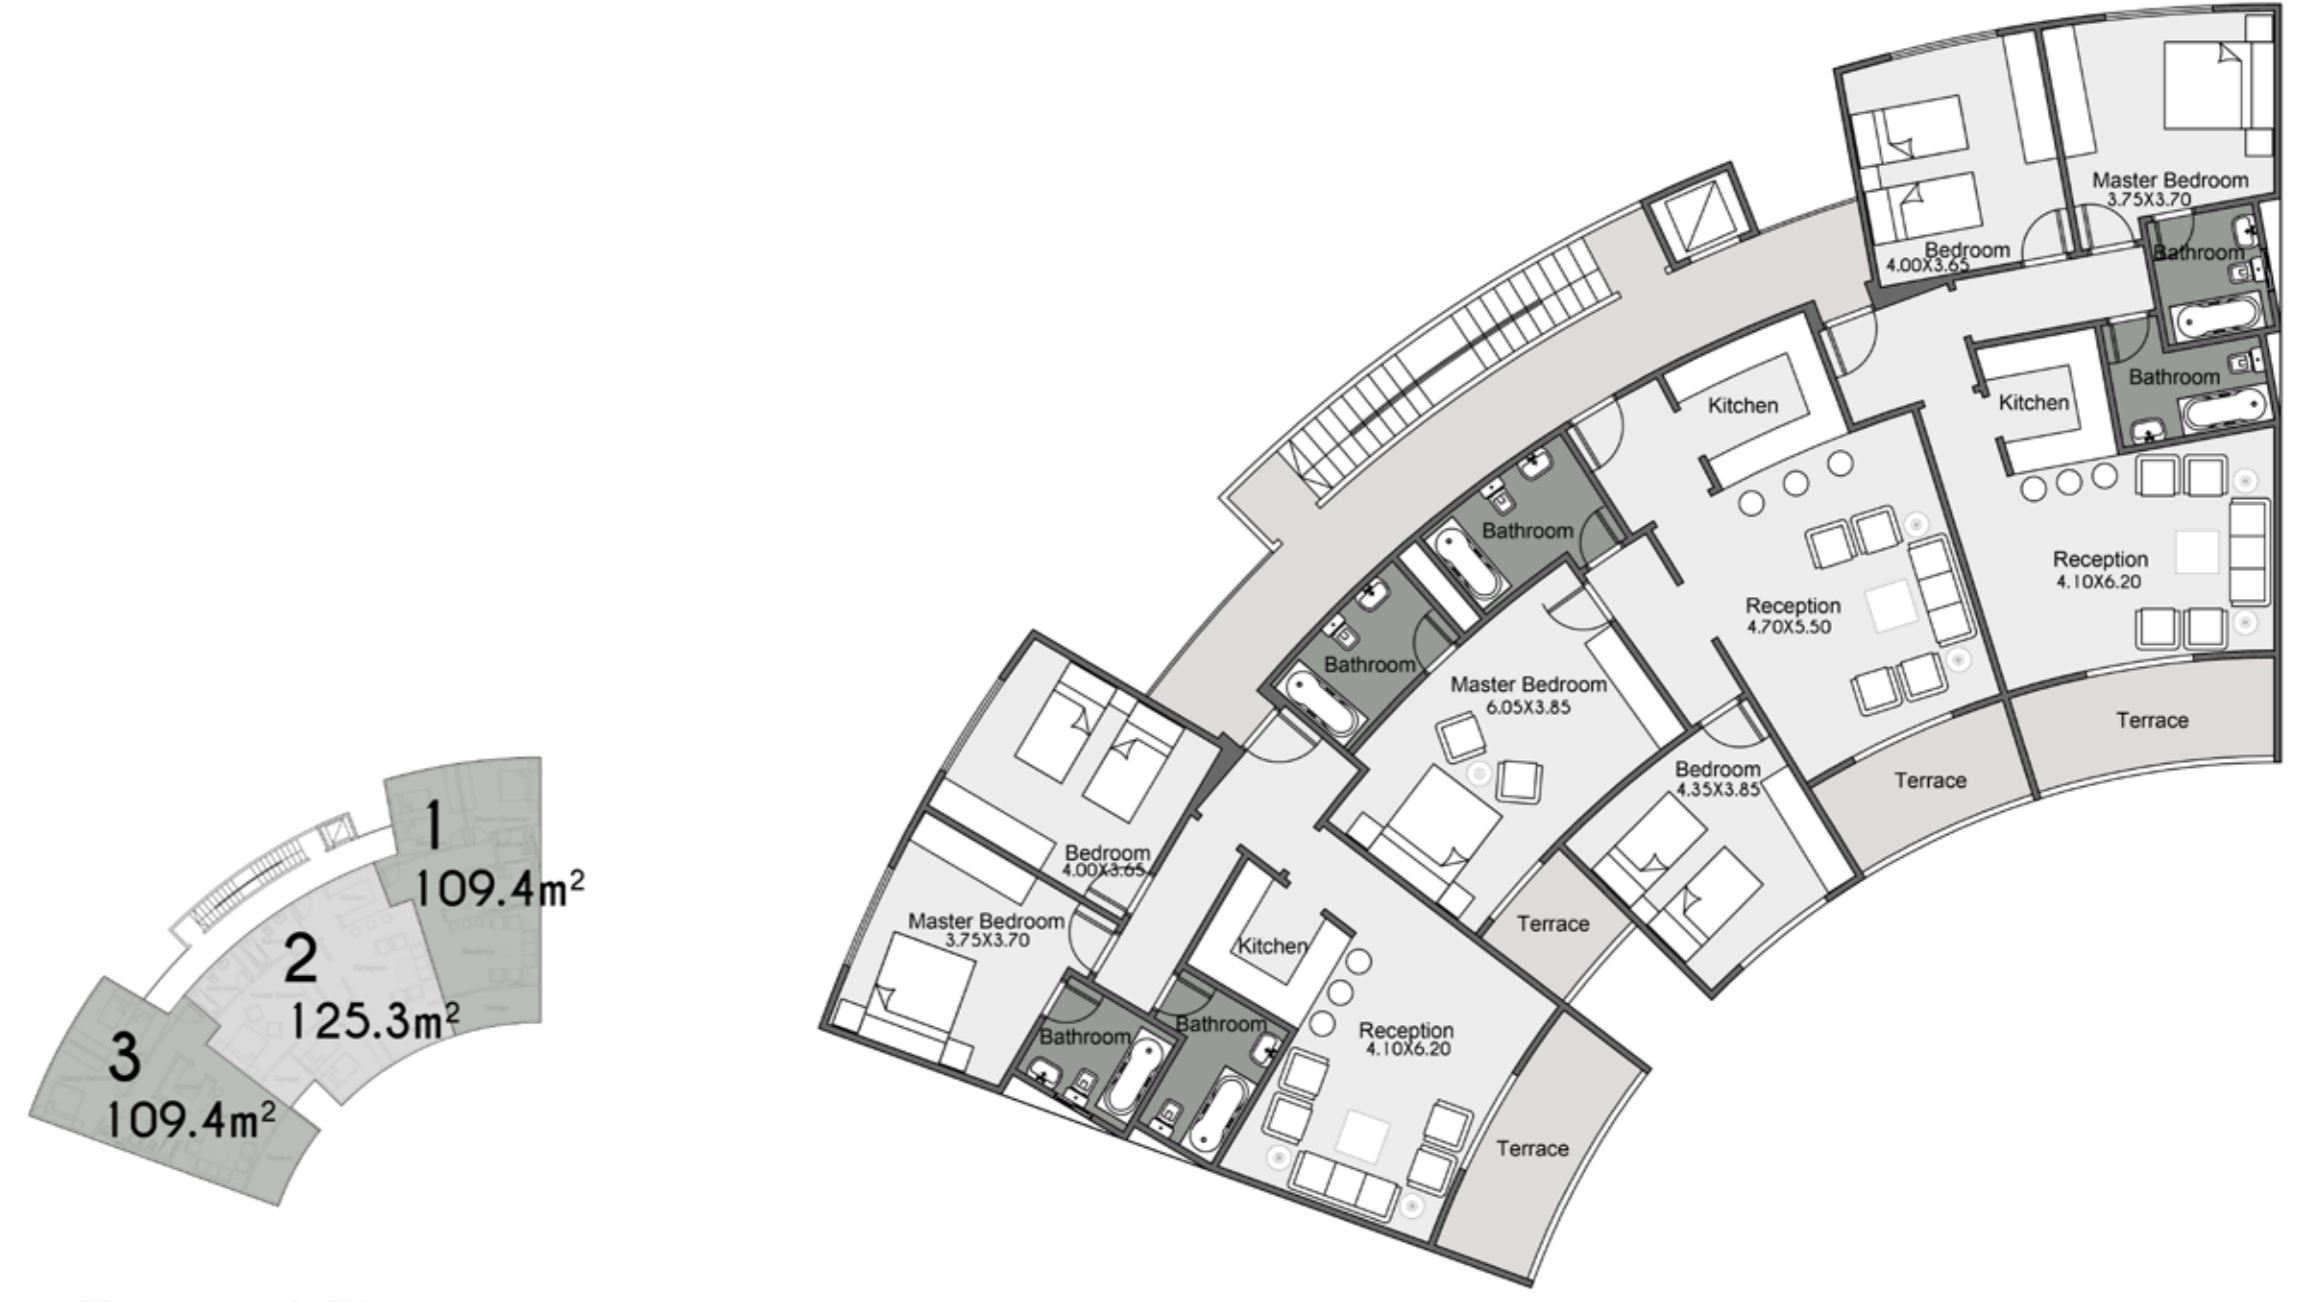 Master Bedroom
3.75X3.70
Bedroom
4.00X3.65
Bathroom
Bathroom
Kitchen
Kitchen
Reception
4.10X6.20
Bathroom
Reception
4.70X5.50
Bathroom
Master Bedroom
6.05X3.85
Terrace
Bedroom
4.35X3.85
Terrace
Bedroom
4.00X3.65
Master Bedroom
3.75X3.70
Kitchen
Terrace
Bathroom
Bathroom
Reception
4.10X6.20
Terrace
1
109.4m²
2
125.3m²
3
109.4m²